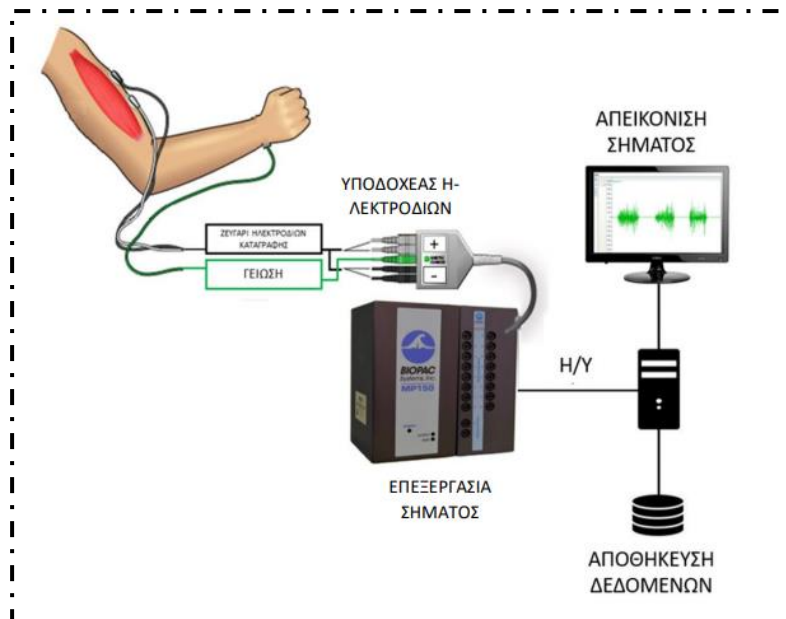 ΑΠΕΙΚΟΝΙΣΗ
ΣΗΜΑΤΟΣ
ΥΠΟΔΟΧΕΑΣ Η-
ΛΕΚΤΡΟΔΙΩΝ
ΖΕΥΓΑΡΙ ΗΛΕΚΤΡΟΔΙΩΝ
ΚΑΤΑΓΡΑΦΗΣ
ΓΕΙΩΣΗ
+
-
BIOPAC
Systems, Inc.
MP150
Η/Υ
ΕΠΕΞΕΡΓΑΣΙΑ
ΣΗΜΑΤΟΣ
ΑΠΟΘΗΚΕΥΣΗ
ΔΕΔΟΜΕΝΩΝ